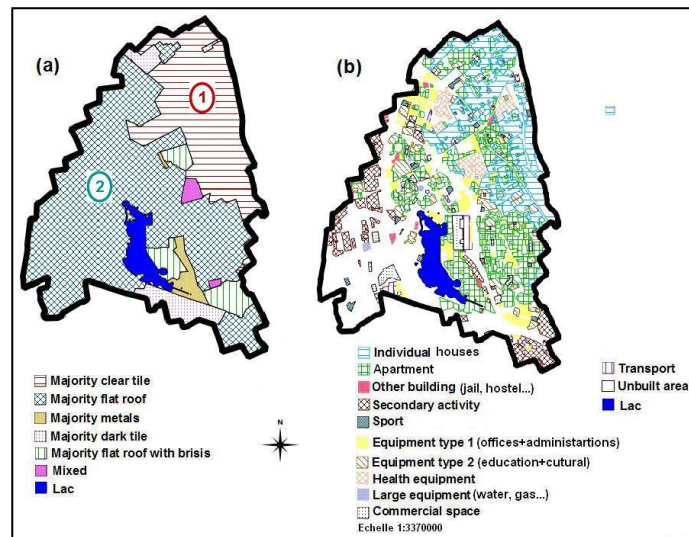 (a)
1
2
Majority clear tile
Majority flat roof
Majority metals
Majority dark tile
Majority flat roof with brisis
Mixed
Lac
N
(b)
Individual houses
Apartment
Other building (jail, hostel...)
Secondary activity
Sport
Equipment type 1 (offices+administartions)
Equipment type 2 (education+cutural)
Health equipment
Large equipment (water, gas...)
Commercial space
Echelle 1:3370000
Transport
Unbuilt area
Lac